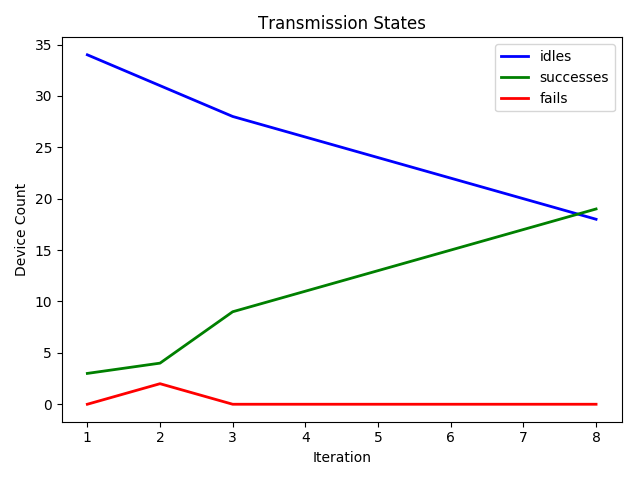 Transmission States
35
30
25
20
15
10
5
0
Device Count
idles
successes
fails
1 2 3 4 5 6 7 8
Iteration